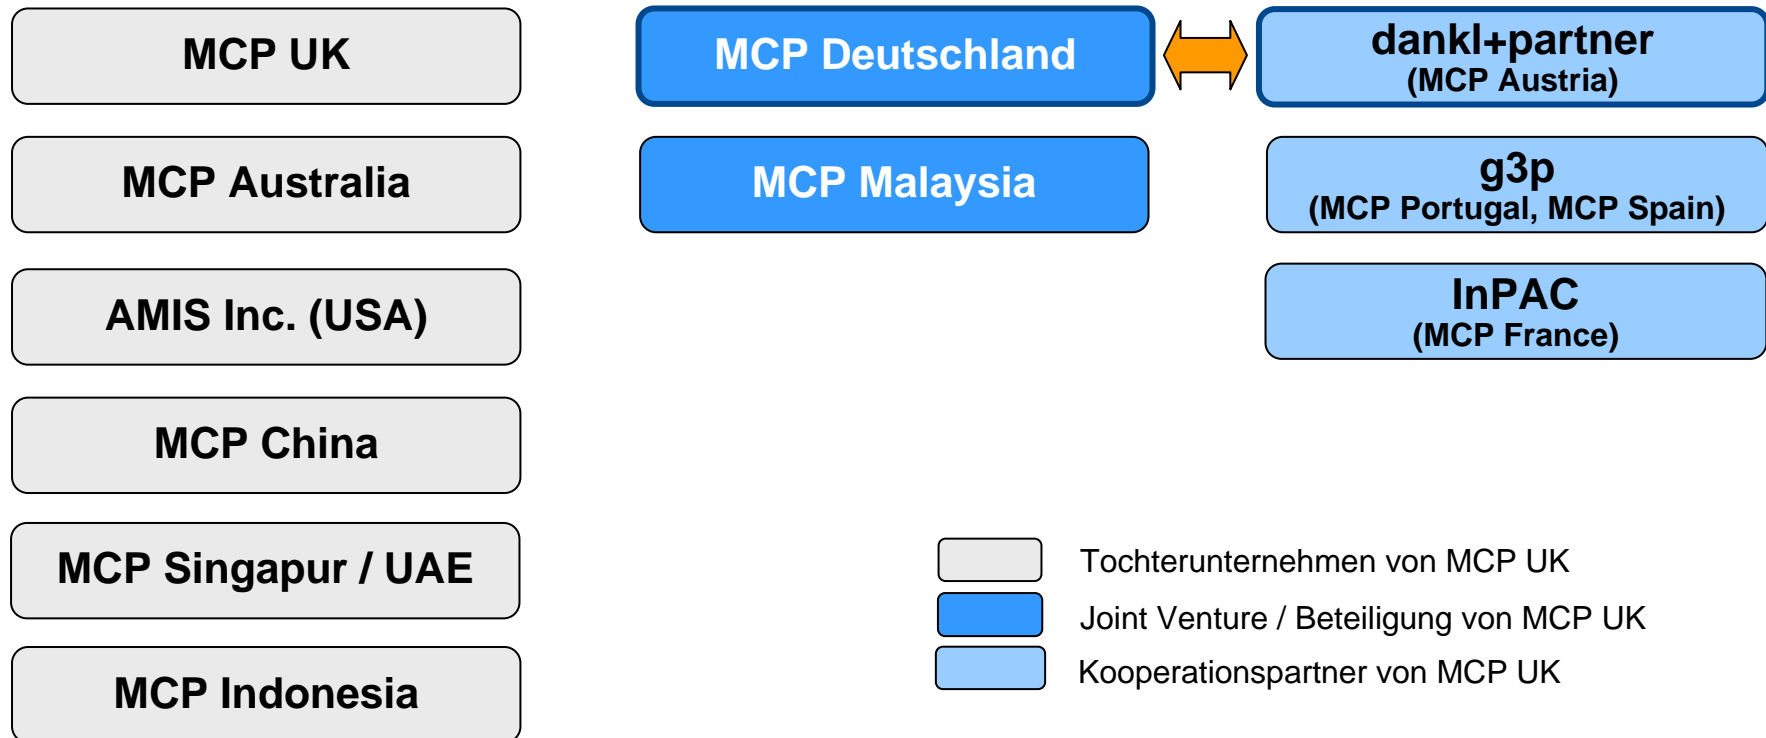 MCP UK
MCP Australia
AMIS Inc. (USA)
MCP China
MCP Singapur / UAE
MCP Indonesia
MCP Deutschland
MCP Malaysia
dankl+partner
(MCP Austria)
g3p
(MCP Portugal, MCP Spain)
InPAC
(MCP France)
Tochterunternehmen von MCP UK
Joint Venture / Beteiligung von MCP UK
Kooperationspartner von MCP UK